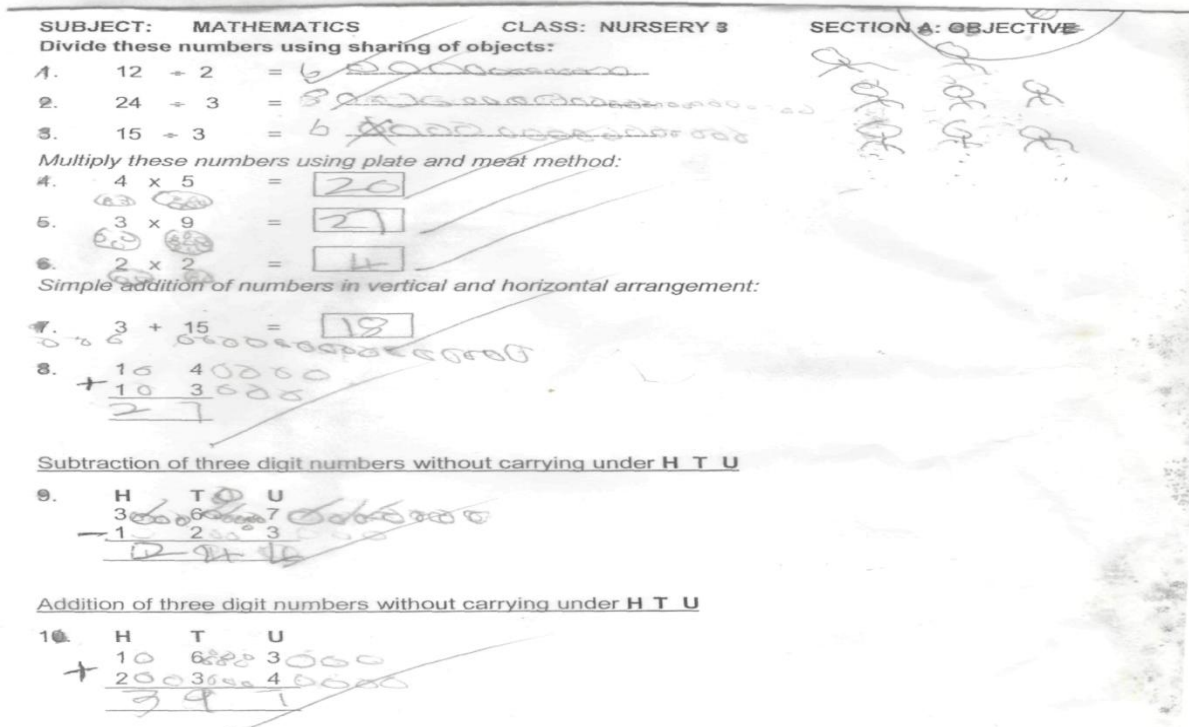 SUBJECT: MATHEMATICS CLASS: NURSERY 3 SECTION A: OBJECTIVE
Divide these numbers using sharing of objects:
1. 12 ÷ 2 = 6
2. 24 ÷ 3 = 8
3. 15 ÷ 3 = 6
Multiply these numbers using plate and meat method:
4. 4 x 5 = 20
5. 3 x 9 = 27
6. 2 x 2 = 4
Simple addition of numbers in vertical and horizontal arrangement:
7. 3 + 15 = 18
8. 1 4
+ 1 3
2 7
Subtraction of three digit numbers without carrying under H T U
9. H T U
3 6 7
- 1 2 3
2 4 4
Addition of three digit numbers without carrying under H T U
10. H T U
1 6 3
+ 2 3 4
3 9 7